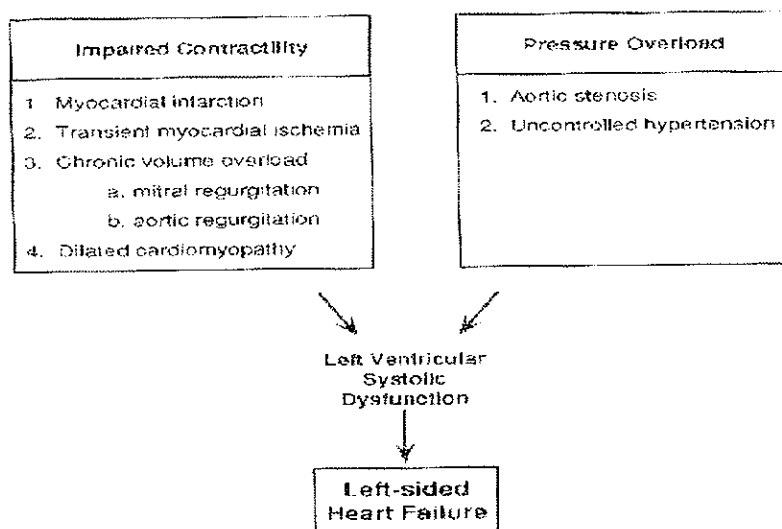 Impaired Contractility
1. Myocardial infarction
2. Transient myocardial ischemia
3. Chronic volume overload
a. mitral regurgitation
b. aortic regurgitation
4. Dilated cardiomyopathy
Pressure Overload
1. Aortic stenosis
2. Uncontrolled hypertension
Left Ventricular
Systolic
Dysfunction
Left-sided
Heart Failure